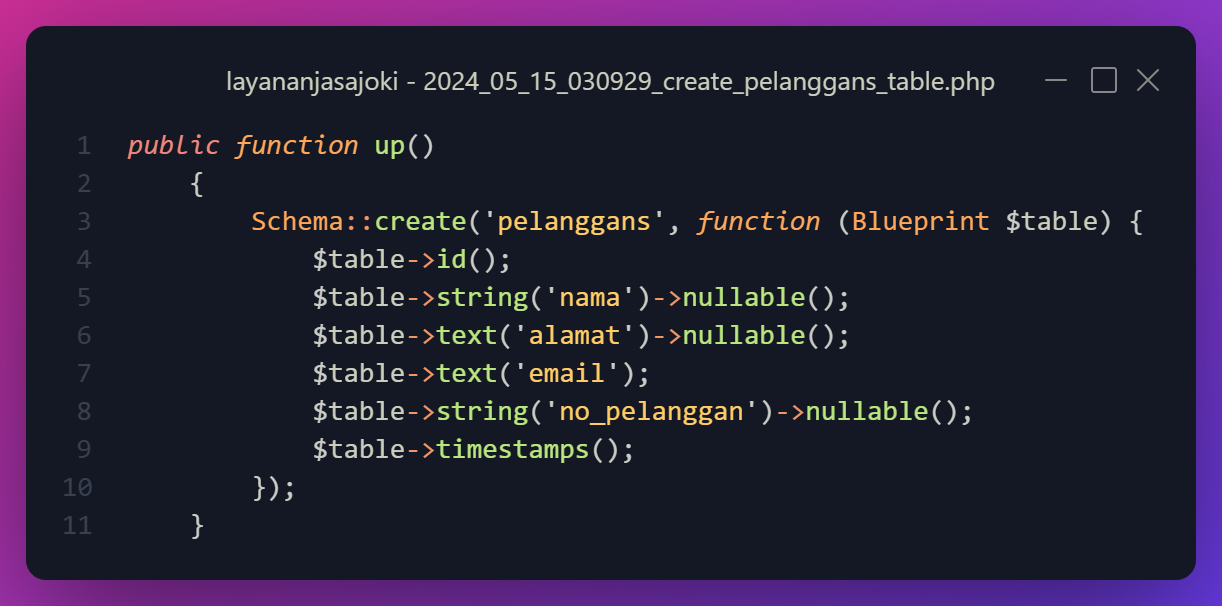 layananjasajoki - 2024_05_15_030929_create_pelanggans_table.php
1 public function up()
2     {
3         Schema::create('pelanggans', function (Blueprint $table) {
4             $table->id();
5             $table->string('nama')->nullable();
6             $table->text('alamat')->nullable();
7             $table->text('email');
8             $table->string('no_pelanggan')->nullable();
9             $table->timestamps();
10         });
11     }